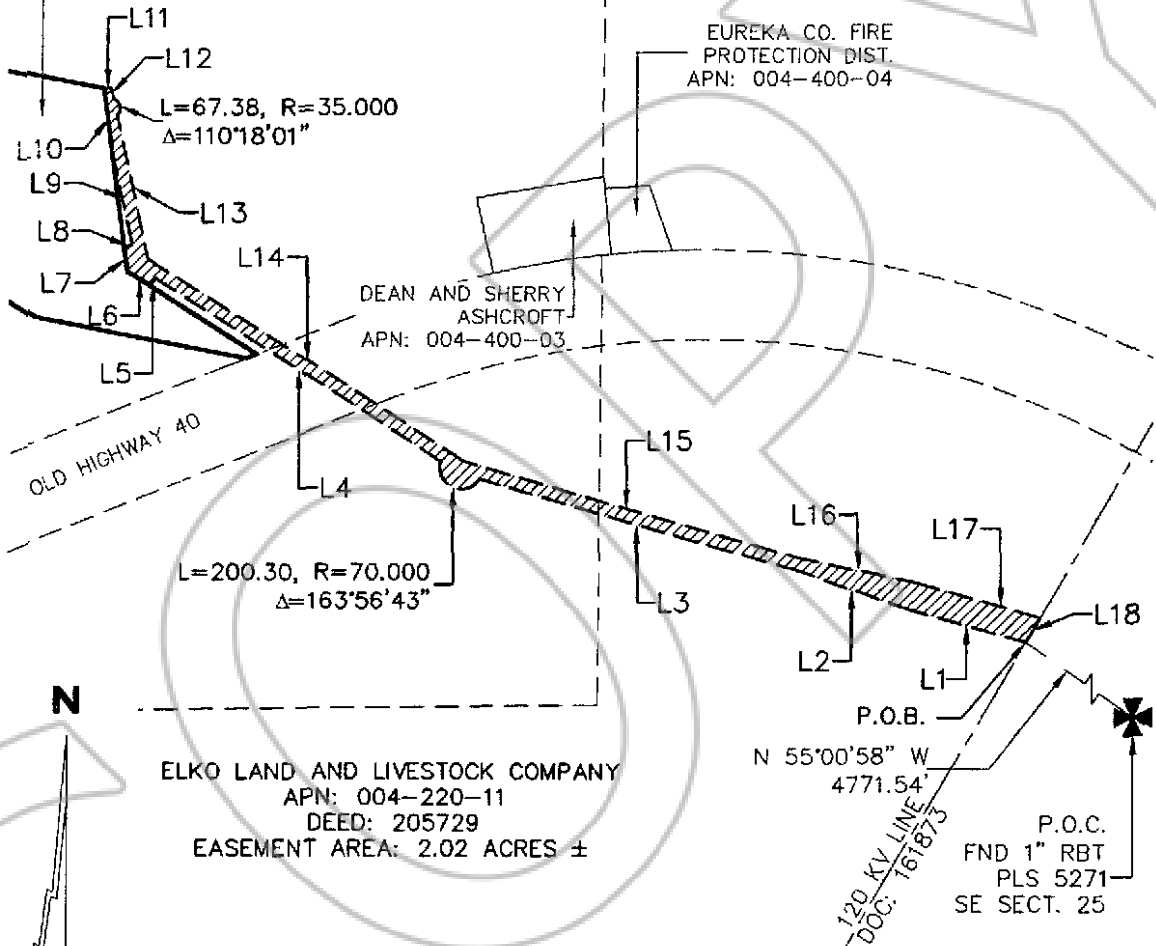 L11
L12
EUREKA CO. FIRE
PROTECTION DIST.
APN: 004-400-04
L=67.38, R=35.000
Δ=110°18'01"
L10
L9
L13
L8
L14
L7
DEAN AND SHERRY
ASHCROFT
APN: 004-400-03
L6
L5
OLD HIGHWAY 40
L4
L15
L16
L17
L=200.30, R=70.000
Δ=163°56'43"
L3
L18
L2
L1
N
P.O.B.
N 55°00'58" W
4771.54'
ELKO LAND AND LIVESTOCK COMPANY
APN: 004-220-11
DEED: 205729
EASEMENT AREA: 2.02 ACRES ±
120 KV LINE
DOC: 161873
P.O.C.
FND 1" RBT
PLS 5271
SE SECT. 25